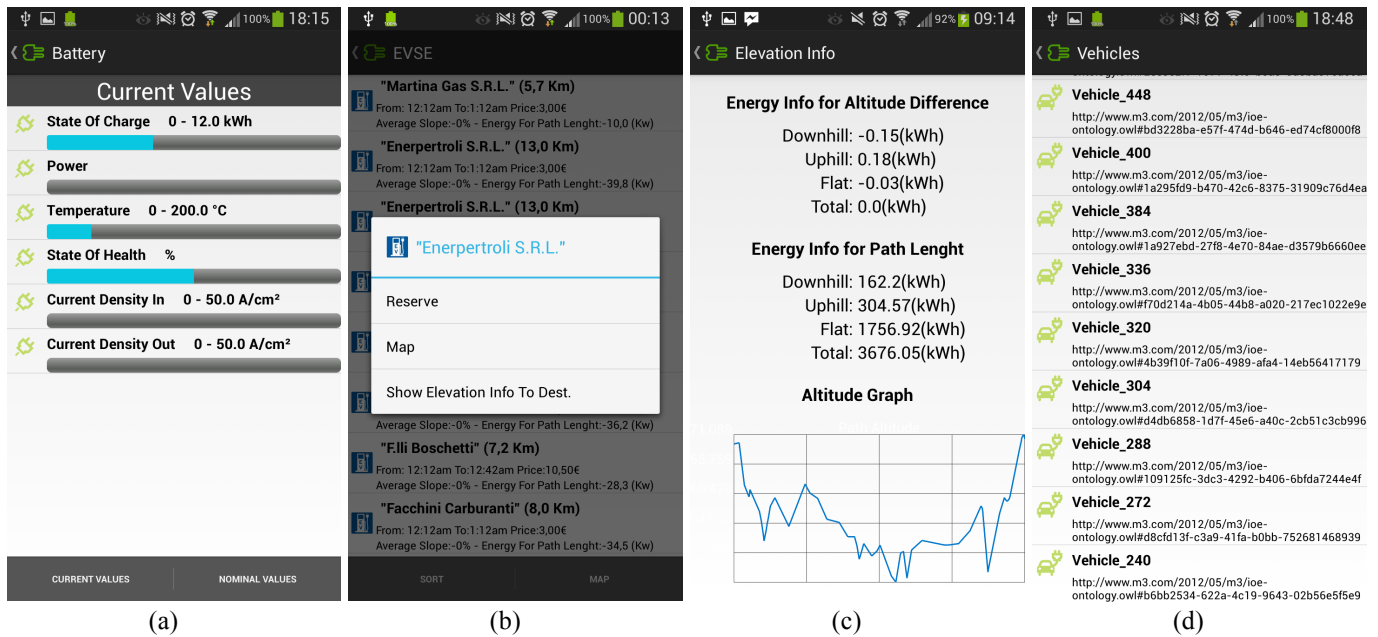 100% 18:15
Battery
Current Values
State Of Charge 0 - 12.0 kWh
Power
Temperature 0 - 200.0 °C
State Of Health %
Current Density In 0 - 50.0 A/cm²
Current Density Out 0 - 50.0 A/cm²
CURRENT VALUES NOMINAL VALUES
(a)
100% 00:13
EVSE
"Martina Gas S.R.L." (5,7 Km)
From: 12:12am To:1:12am Price:3,00€
Average Slope:-0% - Energy For Path Lenght:-10,0 (Kw)
"Enerpertroli S.R.L." (13,0 Km)
From: 12:12am To:1:12am Price:3,00€
Average Slope:-0% - Energy For Path Lenght:-39,8 (Kw)
"Enerpertroli S.R.L." (13,0 Km)
"Enerpertroli S.R.L."
Reserve
Map
Show Elevation Info To Dest.
Average Slope:-0% - Energy For Path Lenght:-36,2 (Kw)
"F.lli Boschetti" (7,2 Km)
From: 12:12am To:12:42am Price:10,50€
Average Slope:-0% - Energy For Path Lenght:-28,3 (Kw)
"Facchini Carburanti" (8,0 Km)
From: 12:12am To:1:12am Price:3,00€
Average Slope:-0% - Energy For Path Lenght:-34,5 (Kw)
SORT MAP
(b)
92% 09:14
Elevation Info
Energy Info for Altitude Difference
Downhill: -0.15(kWh)
Uphill: 0.18(kWh)
Flat: -0.03(kWh)
Total: 0.0(kWh)
Energy Info for Path Lenght
Downhill: 162.2(kWh)
Uphill: 304.57(kWh)
Flat: 1756.92(kWh)
Total: 3676.05(kWh)
Altitude Graph
Path Altitude
(c)
100% 18:48
Vehicles
Vehicle_448
http://www.m3.com/2012/05/m3/ioe-
ontology.owl#bd3228ba-e57f-474d-b646-ed74cf8000f8
Vehicle_400
http://www.m3.com/2012/05/m3/ioe-
ontology.owl#1a295fd9-b470-42c6-8375-31909c76d4ea
Vehicle_384
http://www.m3.com/2012/05/m3/ioe-
ontology.owl#1a927ebd-27f8-4e70-84ae-d3579b6660ee
Vehicle_336
http://www.m3.com/2012/05/m3/ioe-
ontology.owl#f70d214a-4b05-44b8-a020-217ec1022e9e
Vehicle_320
http://www.m3.com/2012/05/m3/ioe-
ontology.owl#4b39f10f-7a06-4989-afa4-14eb56417179
Vehicle_304
http://www.m3.com/2012/05/m3/ioe-
ontology.owl#d4db6858-1d7f-45e6-a40c-2cb51c3cb996
Vehicle_288
http://www.m3.com/2012/05/m3/ioe-
ontology.owl#109125fc-3dc3-4292-b406-6bfda7244e4f
Vehicle_272
http://www.m3.com/2012/05/m3/ioe-
ontology.owl#d8cfd13f-c3a9-41fa-b0bb-752681468939
Vehicle_240
http://www.m3.com/2012/05/m3/ioe-
ontology.owl#b6bb2534-622a-4c19-9643-02b56e5f5e9
(d)